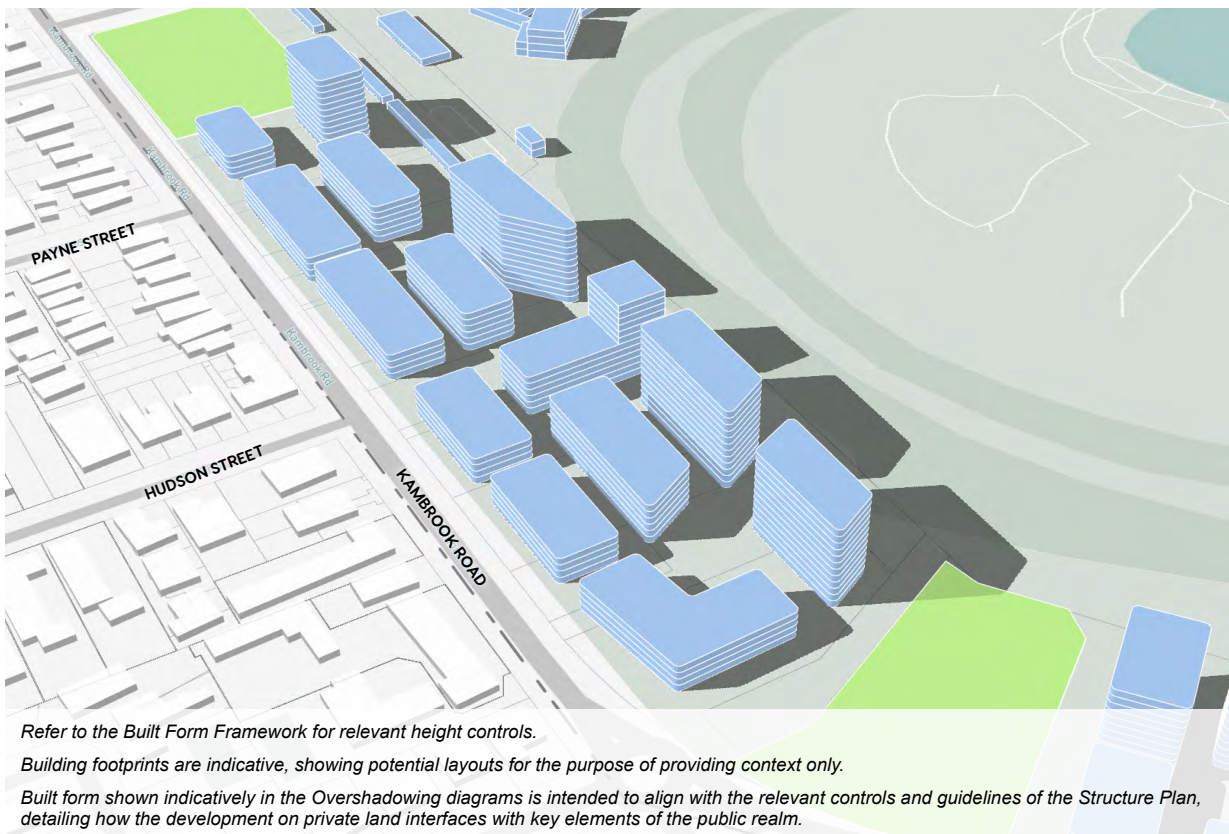 Kambrook Rd
Kambrook Rd
PAYNE STREET
Kambrook Rd
HUDSON STREET
KAMBROOK ROAD
Refer to the Built Form Framework for relevant height controls.
Building footprints are indicative, showing potential layouts for the purpose of providing context only.
Built form shown indicatively in the Overshadowing diagrams is intended to align with the relevant controls and guidelines of the Structure Plan,
detailing how the development on private land interfaces with key elements of the public realm.